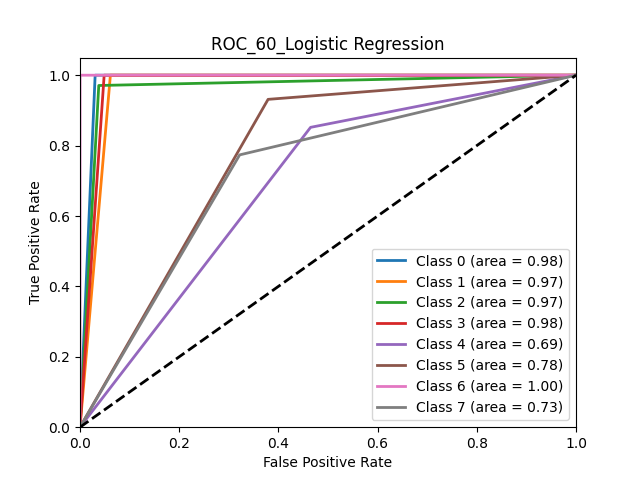 ROC_60_Logistic Regression
True Positive Rate
1.0
0.8
0.6
0.4
0.2
0.0
Class 0 (area = 0.98)
Class 1 (area = 0.97)
Class 2 (area = 0.97)
Class 3 (area = 0.98)
Class 4 (area = 0.69)
Class 5 (area = 0.78)
Class 6 (area = 1.00)
Class 7 (area = 0.73)
0.0 0.2 0.4 0.6 0.8 1.0
False Positive Rate